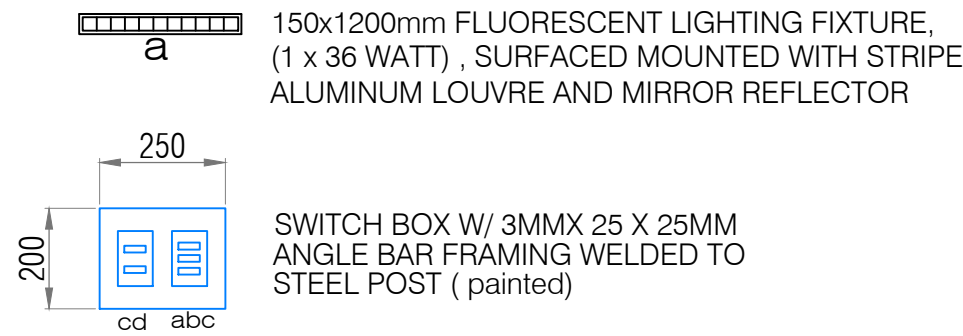 150x1200mm FLUORESCENT LIGHTING FIXTURE,
a
(1 x 36 WATT) , SURFACED MOUNTED WITH STRIPE
ALUMINUM LOUVRE AND MIRROR REFLECTOR
250
200
SWITCH BOX W/ 3MMX 25 X 25MM
ANGLE BAR FRAMING WELDED TO
STEEL POST ( painted)
cd abc